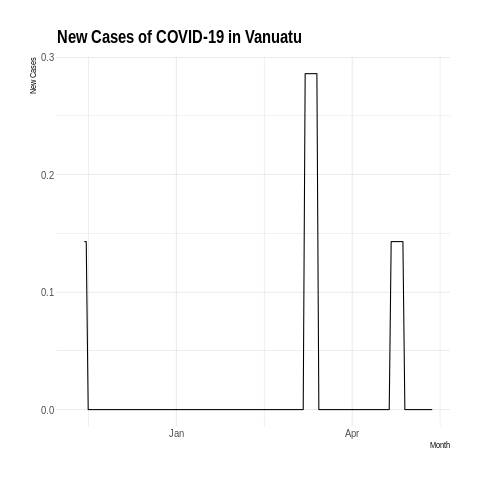 New Cases of COVID-19 in Vanuatu
New Cases
0.3
0.2
0.1
0.0
Jan
Apr
Month